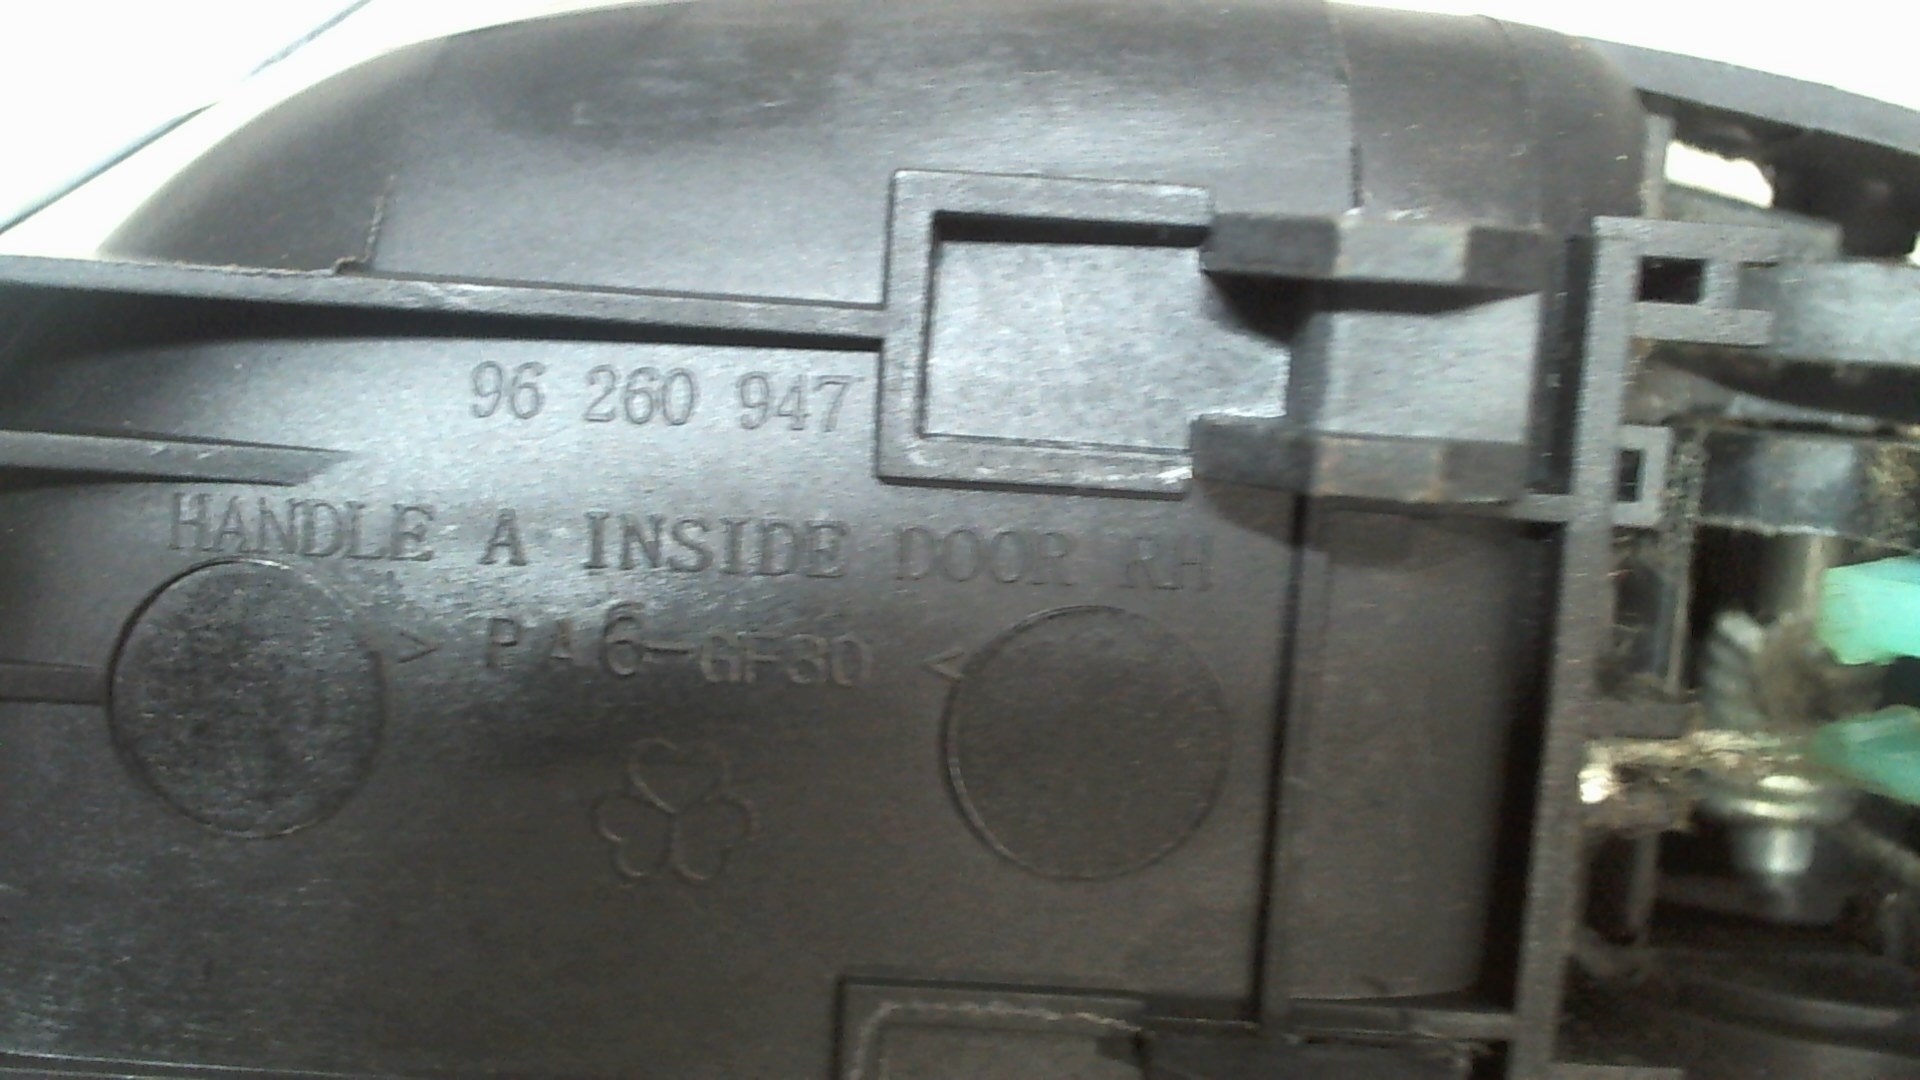 96 260 947
HANDLE A INSIDE DOOR RH
> PA6-GF30 <